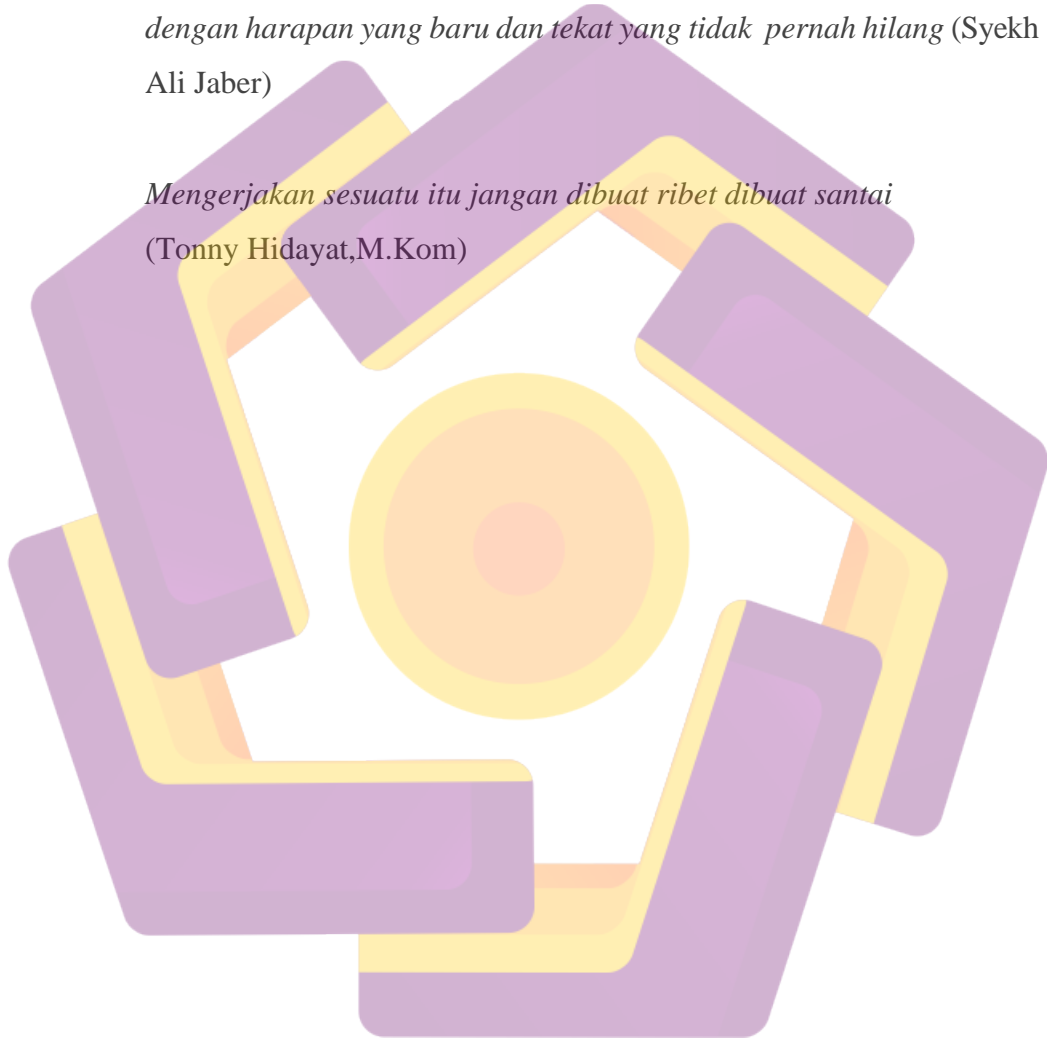 dengan harapan yang baru dan tekat yang tidak pernah hilang (Syekh
Ali Jaber)
Mengerjakan sesuatu itu jangan dibuat ribet dibuat santai
(Tonny Hidayat,M.Kom)